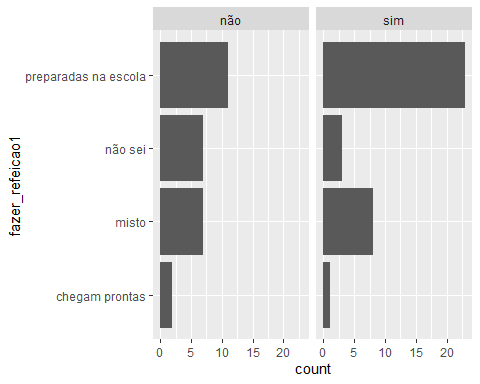 não
sim
preparadas na escola
não sei
misto
chegam prontas
fazer_refeicao1
0 5 10 15 20
0 5 10 15 20
count